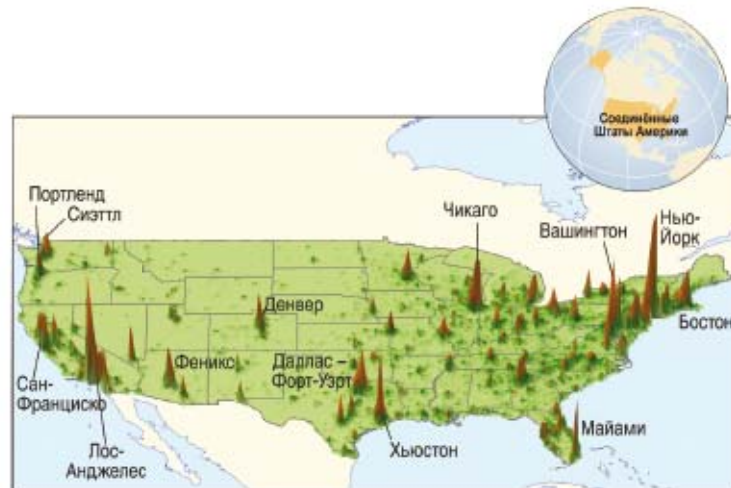 Соединённые
Штаты Америки
Портленд
Сиэттл
Чикаго
Вашингтон
Нью-
Йорк
Денвер
Бостон
Феникс
Даллас –
Форт-Уэрт
Сан-
Франциско
Лос-
Анджелес
Хьюстон
Майами